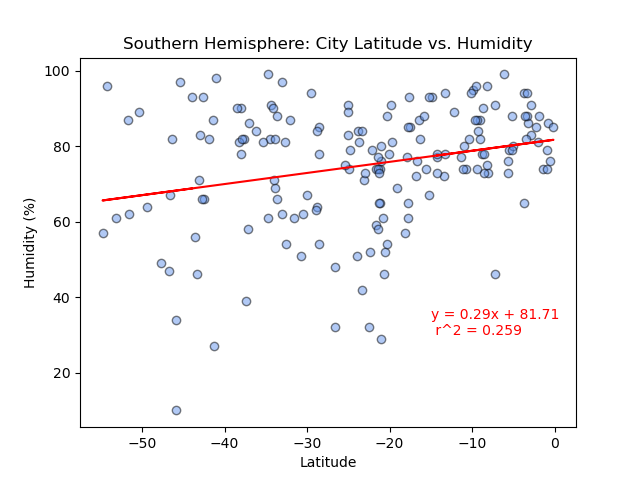 Southern Hemisphere: City Latitude vs. Humidity
100
80
60
40
20
Humidity (%)
y = 0.29x + 81.71
r^2 = 0.259
−50
−40
−30
−20
−10
0
Latitude